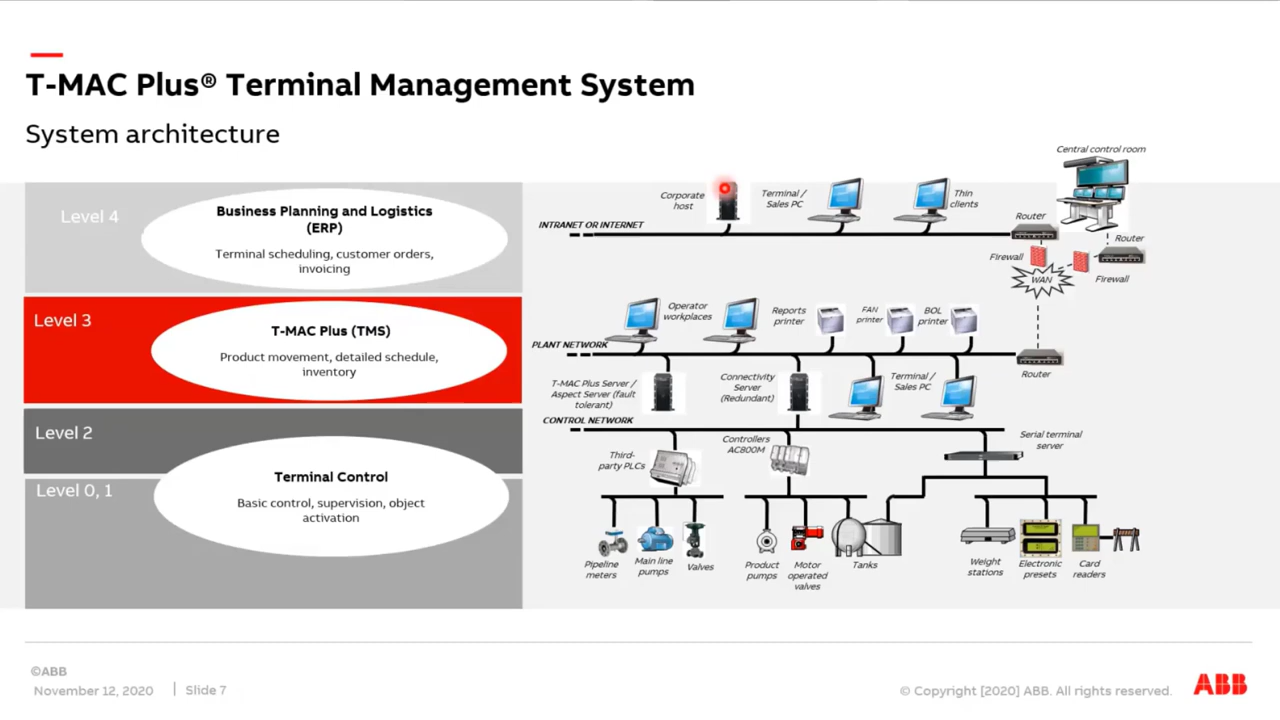 T-MAC Plus® Terminal Management System
System architecture
Level 4
Business Planning and Logistics
(ERP)
Terminal scheduling, customer orders,
invoicing
Level 3
T-MAC Plus (TMS)
Product movement, detailed schedule,
inventory
Level 2
Level 0, 1
Terminal Control
Basic control, supervision, object
activation
Central control room
Corporate
host
Terminal /
Sales PC
Thin
clients
Router
INTRANET OR INTERNET
Router
Firewall
WAN
Firewall
Operator
workplaces
Reports
printer
FAN
printer
BOL
printer
PLANT NETWORK
Router
T-MAC Plus Server /
Aspect Server (fault
tolerant)
Connectivity
Server
(Redundant)
Terminal /
Sales PC
CONTROL NETWORK
Third-
party PLCs
Controllers
AC800M
Serial terminal
server
Pipeline
meters
Main line
pumps
Valves
Product
pumps
Motor
operated
valves
Tanks
Weight
stations
Electronic
presets
Card
readers
©ABB
November 12, 2020 | Slide 7
© Copyright [2020] ABB. All rights reserved.
ABB